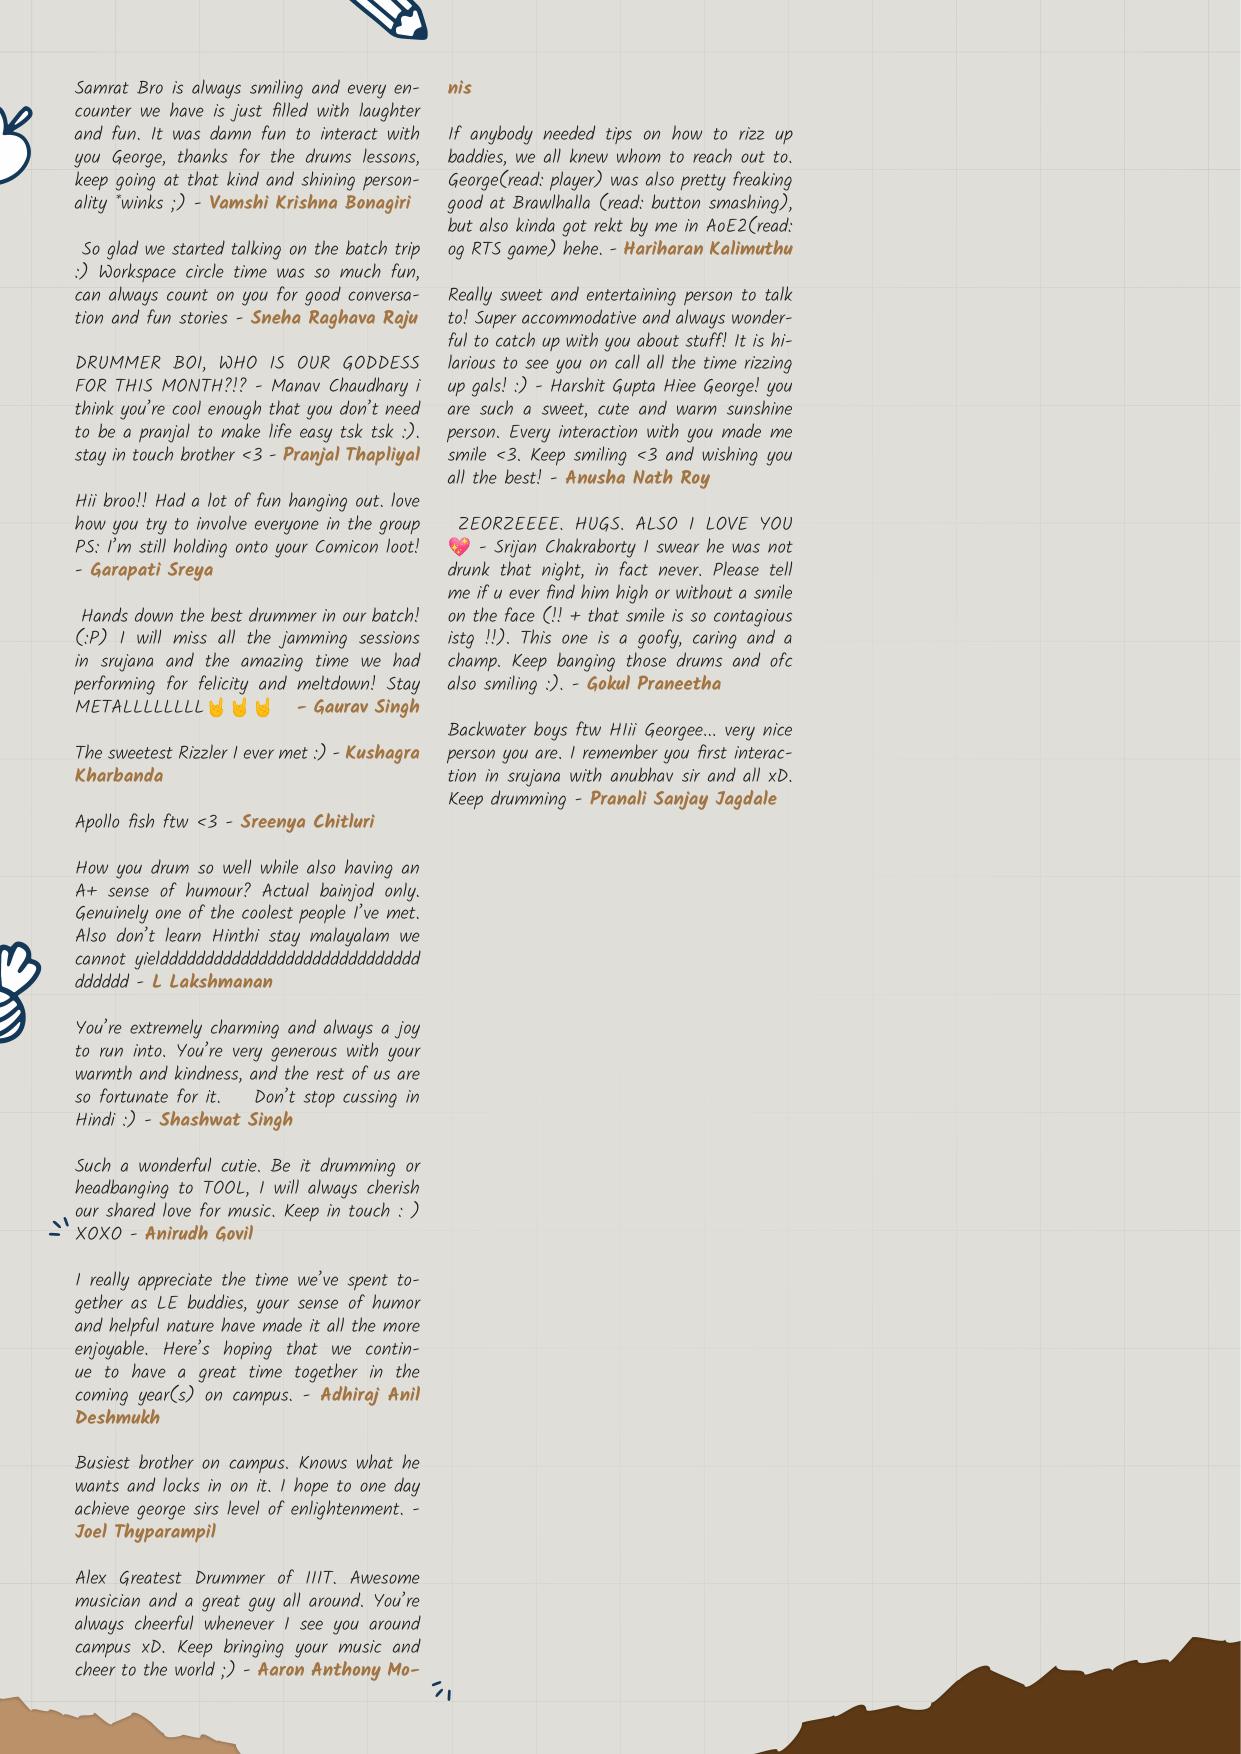 Samrat Bro is always smiling and every en-
counter we have is just filled with laughter
and fun. It was damn fun to interact with
you George, thanks for the drums lessons,
keep going at that kind and shining person-
ality *winks ;) - Vamshi Krishna Bonagiri
So glad we started talking on the batch trip
:) Workspace circle time was so much fun,
can always count on you for good conversa-
tion and fun stories - Sneha Raghava Raju
DRUMMER BOI, WHO IS OUR GODDESS
FOR THIS MONTH?!? - Manav Chaudhary i
think you're cool enough that you don't need
to be a pranjal to make life easy tsk tsk :).
stay in touch brother <3 - Pranjal Thapliyal
Hii broo!! Had a lot of fun hanging out. love
how you try to involve everyone in the group
PS: I'm still holding onto your Comicon loot!
- Garapati Sreya
Hands down the best drummer in our batch!
(:P) I will miss all the jamming sessions
in srujana and the amazing time we had
performing for felicity and meltdown! Stay
METALLLLLLLL🤘🤘🤘 - Gaurav Singh
The sweetest Rizzler I ever met :) - Kushagra
Kharbanda
Apollo fish ftw <3 - Sreenya Chitluri
How you drum so well while also having an
A+ sense of humour? Actual bainjod only.
Genuinely one of the coolest people I've met.
Also don't learn Hinthi stay malayalam we
cannot yieldddddddddddddddddddddddddddddd
dddddd - L Lakshmanan
You're extremely charming and always a joy
to run into. You're very generous with your
warmth and kindness, and the rest of us are
so fortunate for it. Don't stop cussing in
Hindi :) - Shashwat Singh
Such a wonderful cutie. Be it drumming or
headbanging to TOOL, I will always cherish
our shared love for music. Keep in touch : )
XOXO - Anirudh Govil
I really appreciate the time we've spent to-
gether as LE buddies, your sense of humor
and helpful nature have made it all the more
enjoyable. Here's hoping that we contin-
ue to have a great time together in the
coming year(s) on campus. - Adhiraj Anil
Deshmukh
Busiest brother on campus. Knows what he
wants and locks in on it. I hope to one day
achieve george sirs level of enlightenment. -
Joel Thyparampil
Alex Greatest Drummer of IIIT. Awesome
musician and a great guy all around. You're
always cheerful whenever I see you around
campus xD. Keep bringing your music and
cheer to the world ;) - Aaron Anthony Mo-
nis
If anybody needed tips on how to rizz up
baddies, we all knew whom to reach out to.
George(read: player) was also pretty freaking
good at Brawlhalla (read: button smashing),
but also kinda got rekt by me in AoE2(read:
og RTS game) hehe. - Hariharan Kalimuthu
Really sweet and entertaining person to talk
to! Super accommodative and always wonder-
ful to catch up with you about stuff! It is hi-
larious to see you on call all the time rizzing
up gals! :) - Harshit Gupta Hiee George! you
are such a sweet, cute and warm sunshine
person. Every interaction with you made me
smile <3. Keep smiling <3 and wishing you
all the best! - Anusha Nath Roy
ZEORZEEEE. HUGS. ALSO I LOVE YOU
💖 - Srijan Chakraborty I swear he was not
drunk that night, in fact never. Please tell
me if u ever find him high or without a smile
on the face (!! + that smile is so contagious
istg !!). This one is a goofy, caring and a
champ. Keep banging those drums and ofc
also smiling :). - Gokul Praneetha
Backwater boys ftw HIii Georgee... very nice
person you are. I remember you first interac-
tion in srujana with anubhav sir and all xD.
Keep drumming - Pranali Sanjay Jagdale